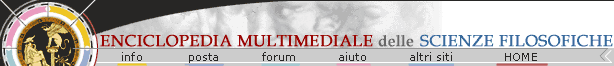 ENCICLOPEDIA MULTIMEDIALE delle SCIENZE FILOSOFICHE
info posta forum aiuto altri siti HOME